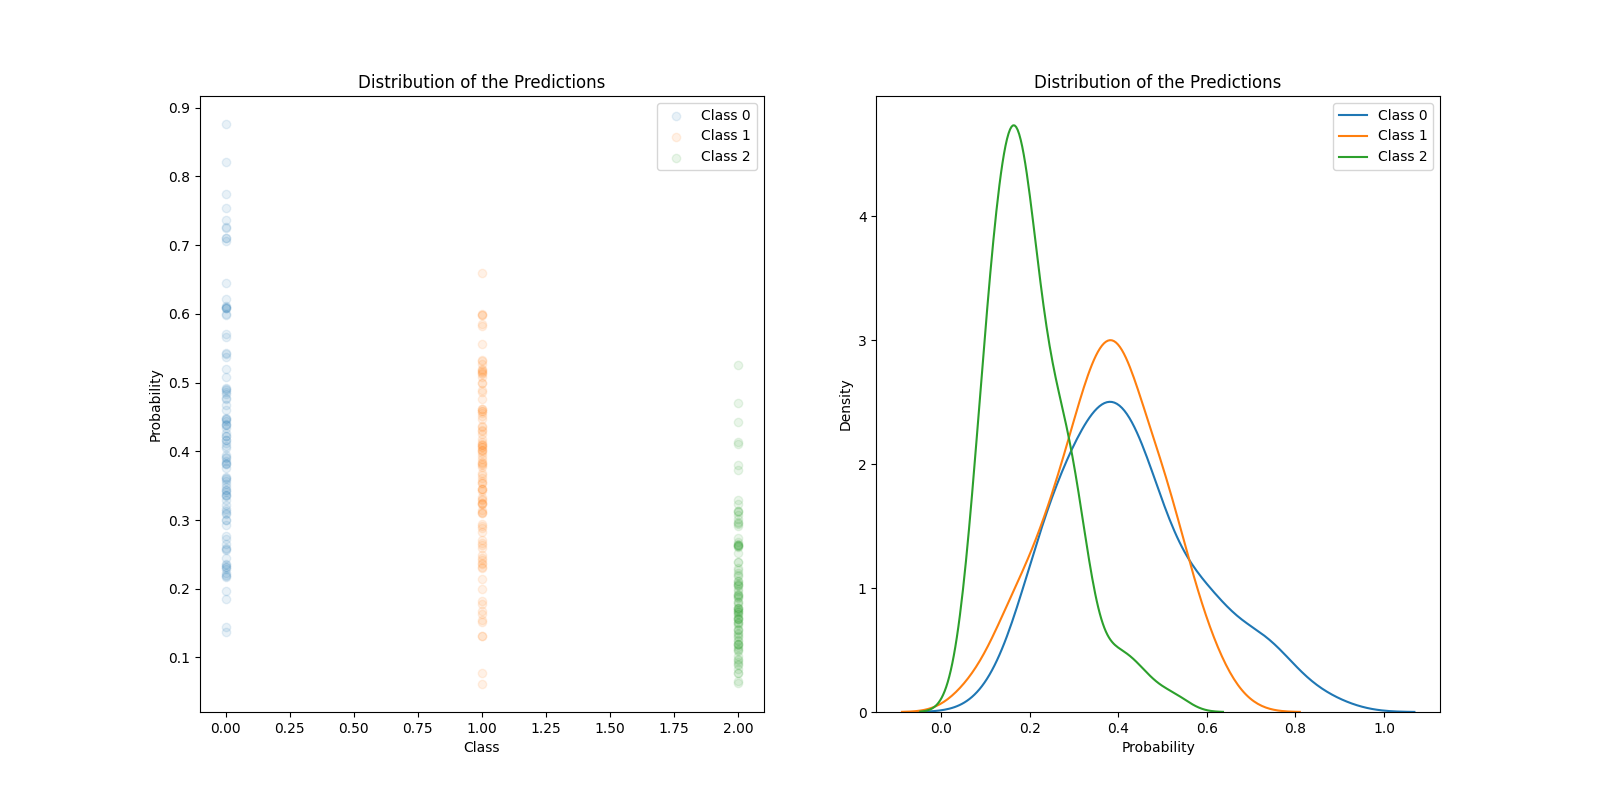 Distribution of the Predictions
0.9
0.8
0.7
0.6
0.5
0.4
0.3
0.2
0.1
Probability
Class 0
Class 1
Class 2
0.00 0.25 0.50 0.75 1.00 1.25 1.50 1.75 2.00
Class
Distribution of the Predictions
4
3
2
1
0
Density
Class 0
Class 1
Class 2
0.0 0.2 0.4 0.6 0.8 1.0
Probability